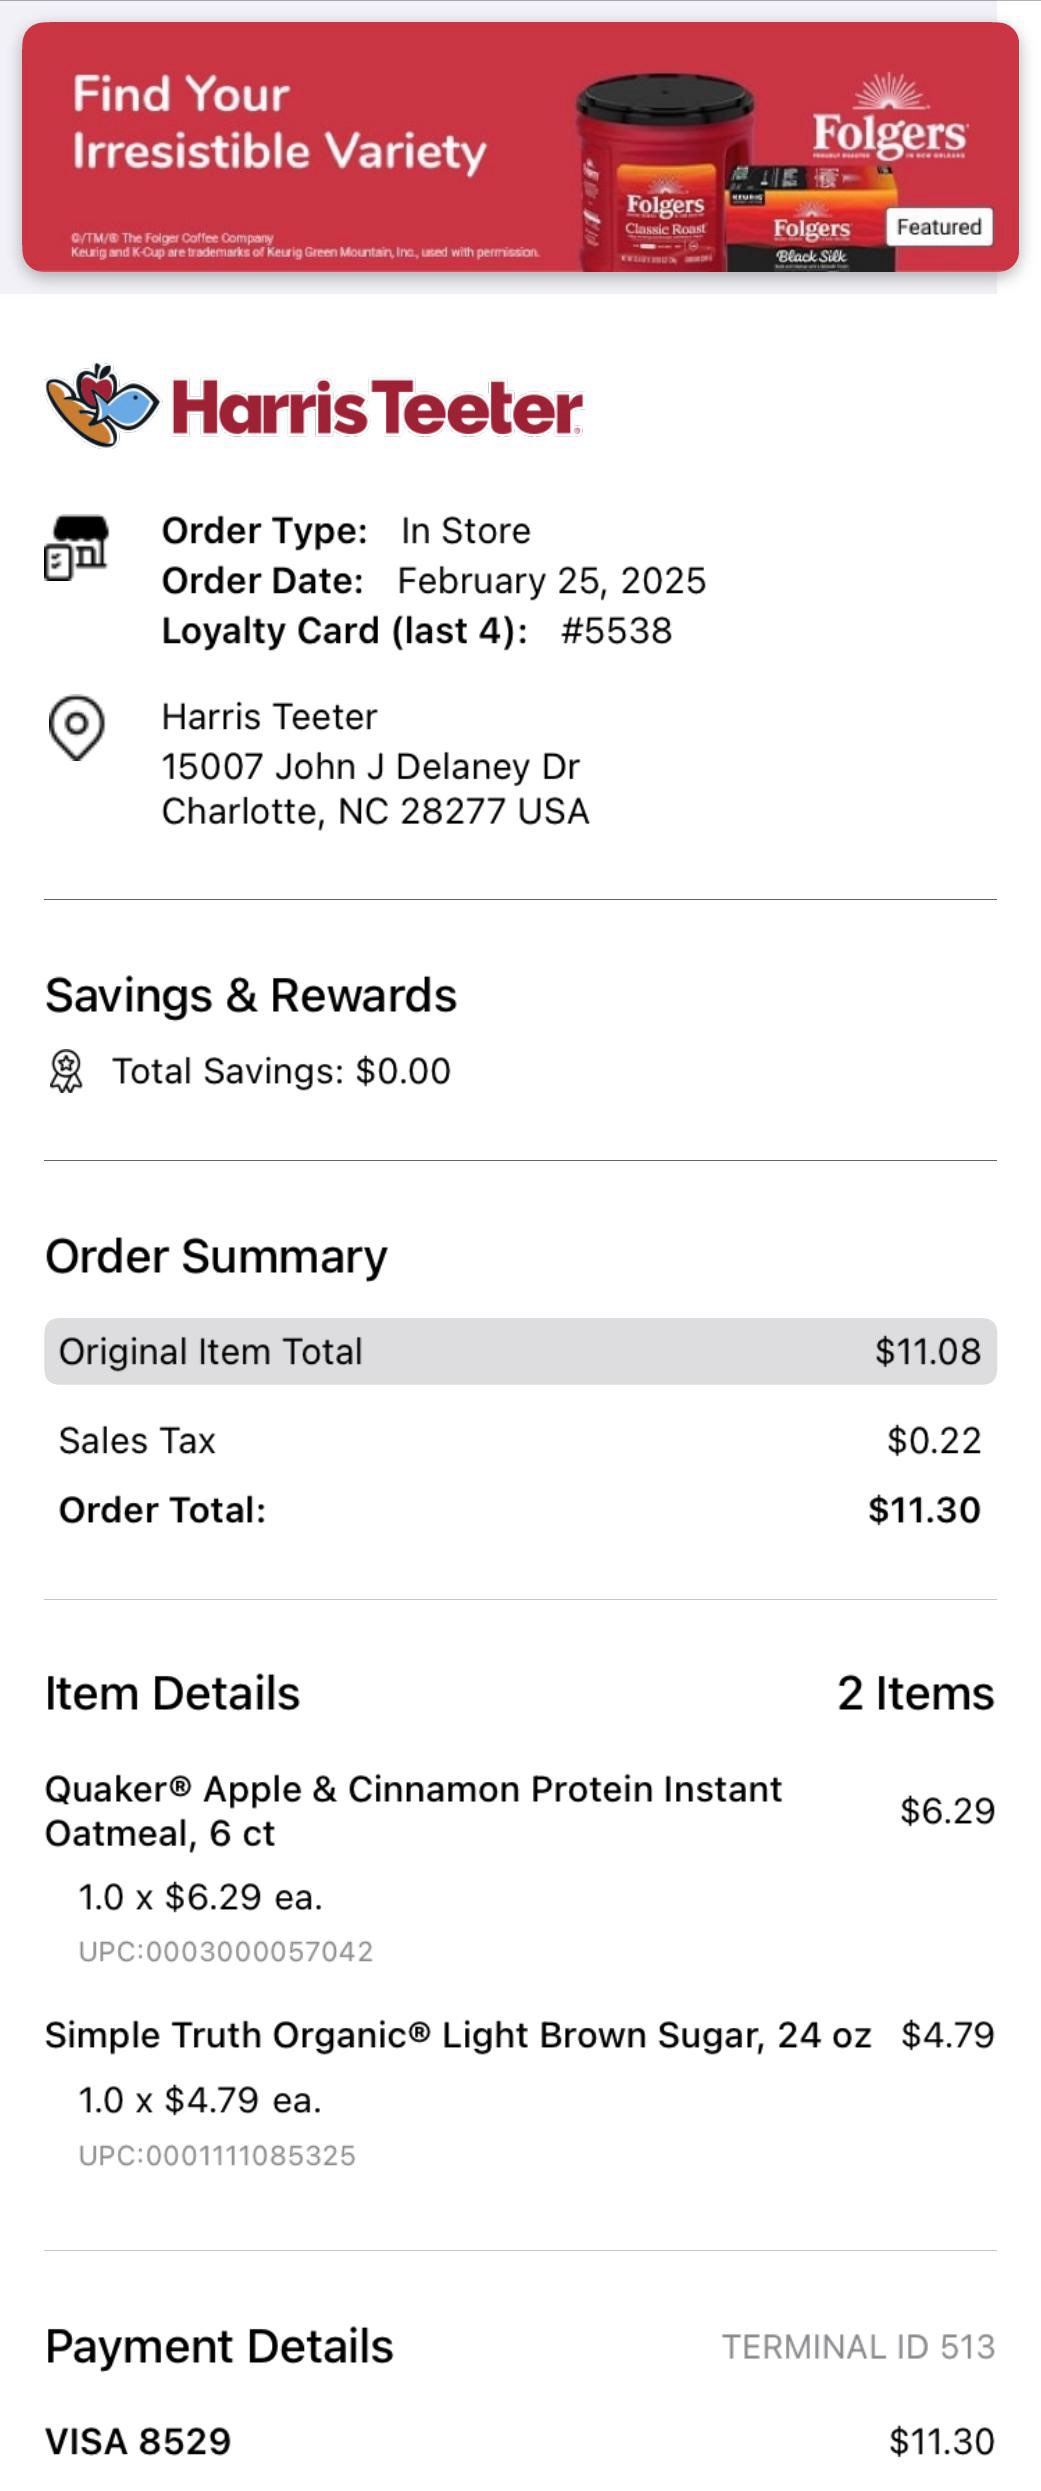 Find Your
Irresistible Variety
©/TM/® The Folger Coffee Company
Keurig and K-Cup are trademarks of Keurig Green Mountain, Inc., used with permission.
Folgers
Folgers
Classic Roast
KEURIG
Folgers
Black Silk
Featured
Harris Teeter
Order Type: In Store
Order Date: February 25, 2025
Loyalty Card (last 4): #5538
Harris Teeter
15007 John J Delaney Dr
Charlotte, NC 28277 USA
Savings & Rewards
Total Savings: $0.00
Order Summary
Original Item Total $11.08
Sales Tax $0.22
Order Total: $11.30
Item Details 2 Items
Quaker® Apple & Cinnamon Protein Instant
Oatmeal, 6 ct $6.29
1.0 x $6.29 ea.
UPC:0003000057042
Simple Truth Organic® Light Brown Sugar, 24 oz $4.79
1.0 x $4.79 ea.
UPC:0001111085325
Payment Details TERMINAL ID 513
VISA 8529 $11.30